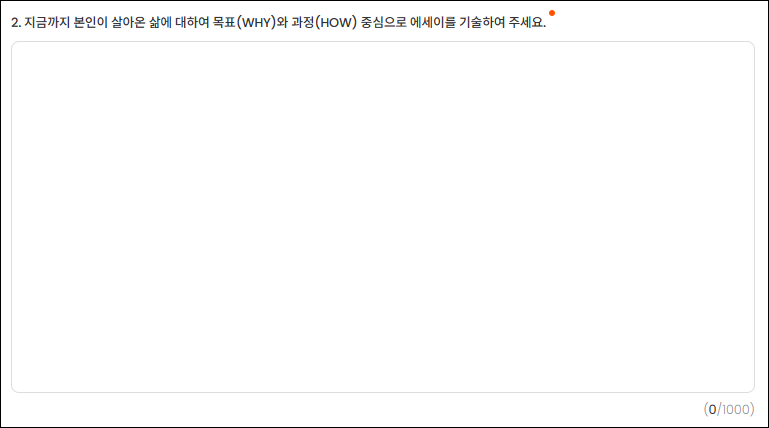 2. 지금까지 본인이 살아온 삶에 대하여 목표(WHY)와 과정(HOW) 중심으로 에세이를 기술하여 주세요.
(0/1000)